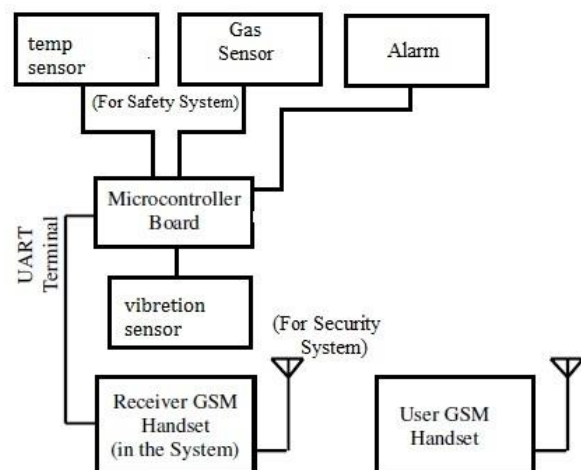 temp
sensor
Gas
Sensor
Alarm
(For Safety System)
Microcontroller
Board
UART
Terminal
vibretion
sensor
(For Security
System)
Receiver GSM
Handset
(in the System)
User GSM
Handset